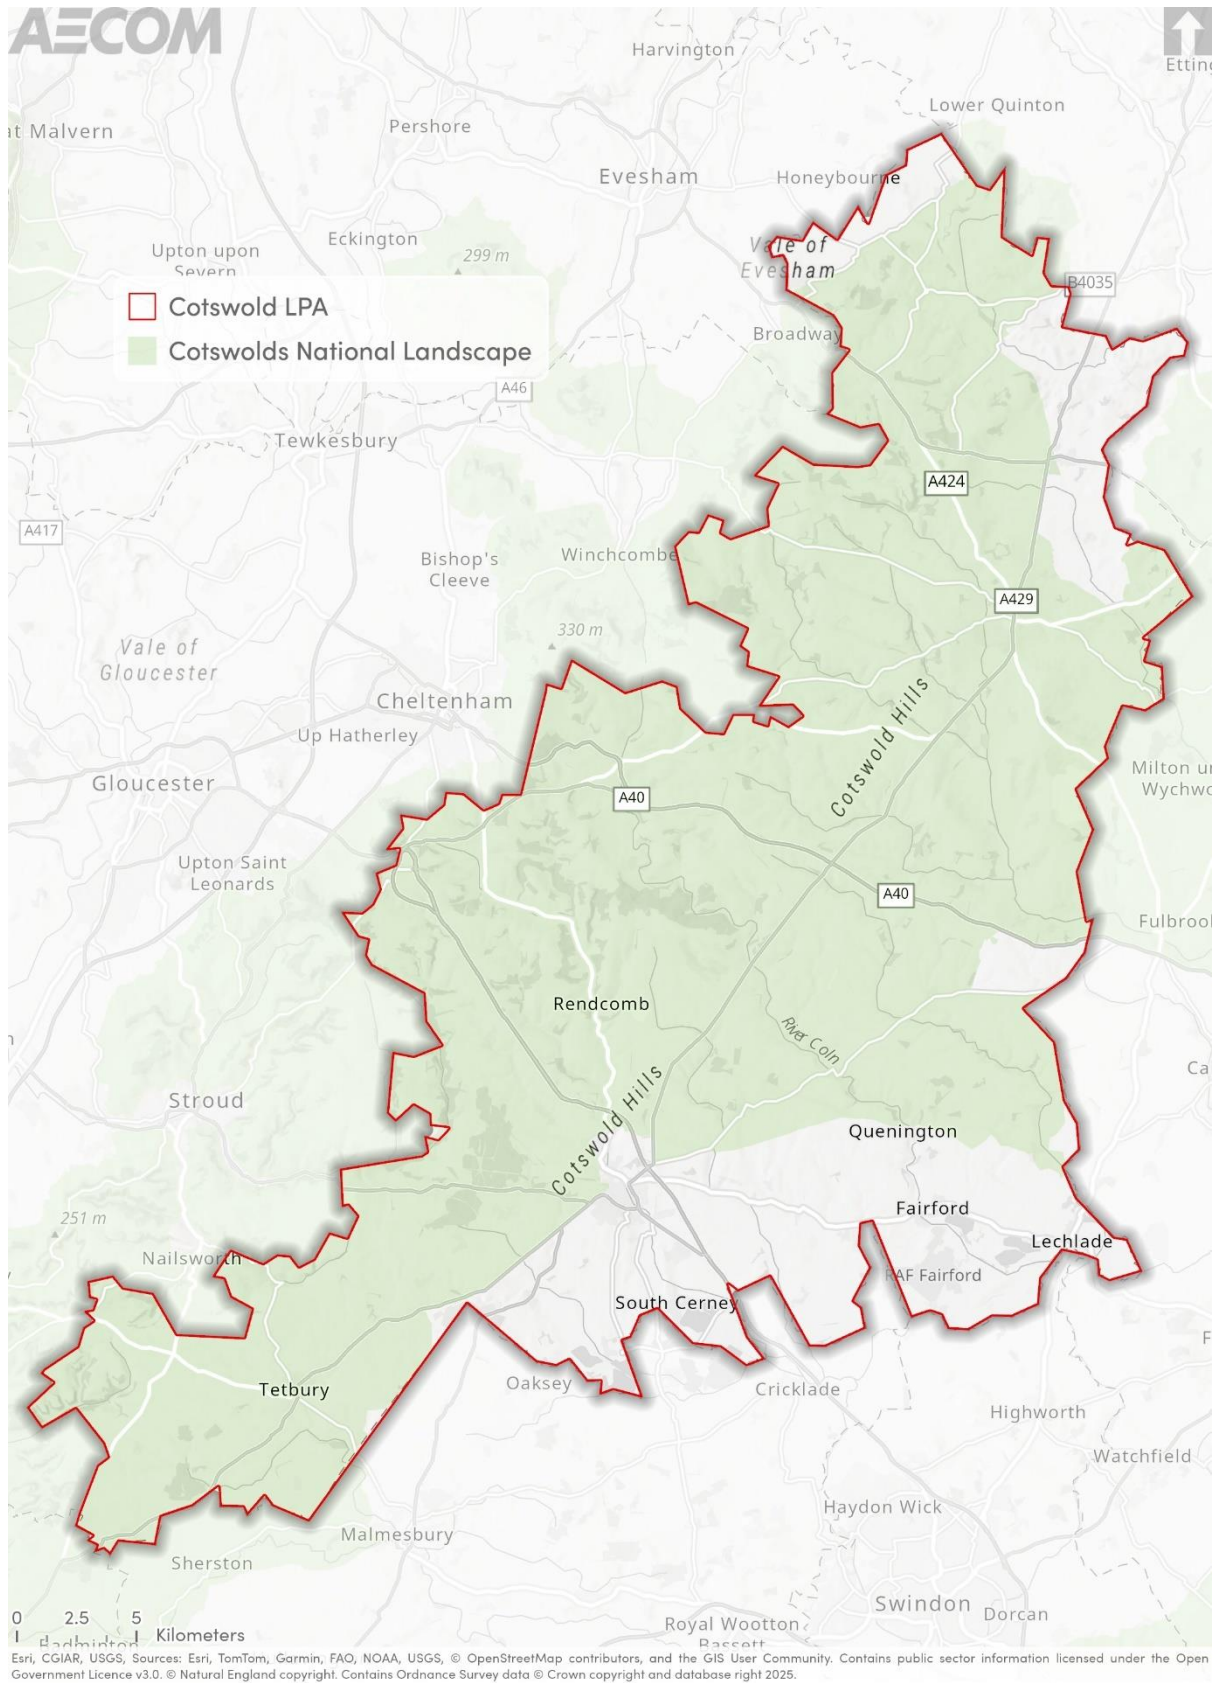 AECOM
Harvington
Etting
Lower Quinton
at Malvern
Pershore
Evesham
Honeybourne
Eckington
Upton upon
Severn
299 m
Vale of
Evesham
B4035
Cotswold LPA
Cotswolds National Landscape
Broadway
A46
Tewkesbury
A424
A417
Bishop's
Cleeve
Winchcombe
A429
330 m
Vale of
Gloucester
Cheltenham
Up Hatherley
Cotswold Hills
Gloucester
A40
Milton un
Wychwo
Upton Saint
Leonards
A40
Fulbrook
Rendcomb
River Coln
Ca
Stroud
Cotswold Hills
Quenington
251 m
Fairford
Nailsworth
Lechlade
RAF Fairford
South Cerney
Oaksey
Cricklade
Tetbury
Highworth
Watchfield
Haydon Wick
Malmesbury
Sherston
Swindon
Dorcan
0 2.5 5
Kilometers
Badminton
Royal Wootton
Bassett
Esri, CGIAR, USGS, Sources: Esri, TomTom, Garmin, FAO, NOAA, USGS, © OpenStreetMap contributors, and the GIS User Community. Contains public sector information licensed under the Open
Government Licence v3.0. © Natural England copyright. Contains Ordnance Survey data © Crown copyright and database right 2025.